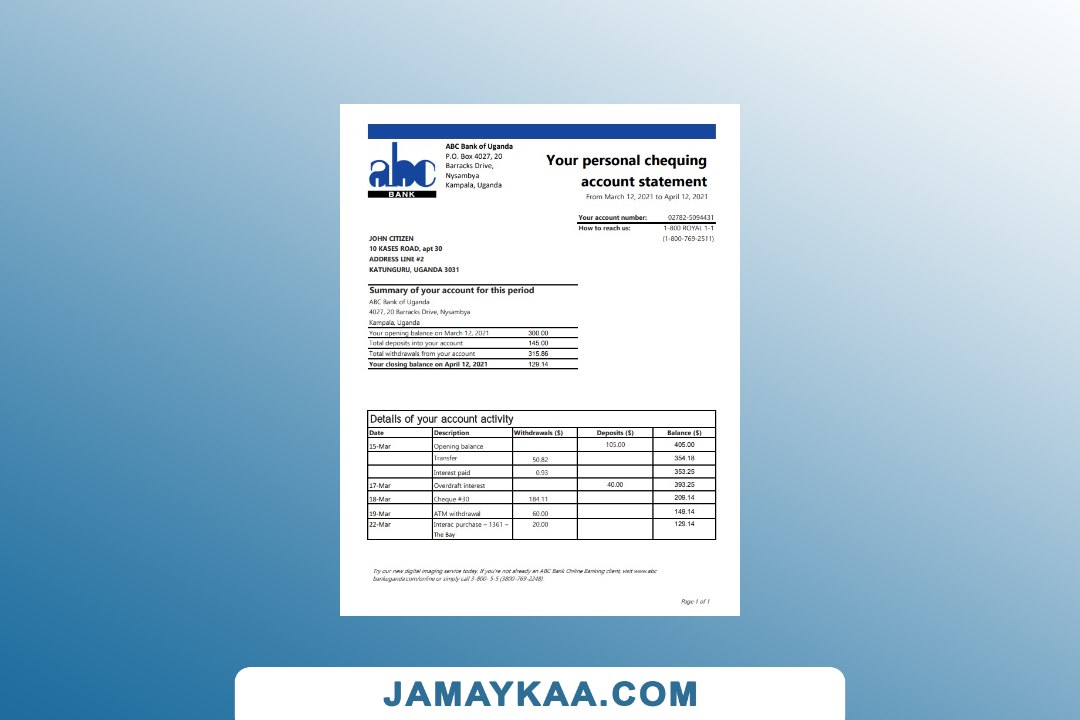 abc
BANK
ABC Bank of Uganda
P.O. Box 4027, 20
Barracks Drive,
Nysambya
Kampala, Uganda
Your personal chequing
account statement
From March 12, 2021 to April 12, 2021
Your account number: 02782-5094431
How to reach us: 1-800 ROYAL 1-1
(1-800-769-2511)
JOHN CITIZEN
10 KASES ROAD, apt 30
ADDRESS LINE #2
KATUNGURU, UGANDA 3031
Summary of your account for this period
ABC Bank of Uganda
4027, 20 Barracks Drive, Nysambya
Kampala, Uganda
Your opening balance on March 12, 2021 300.00
Total deposits into your account 145.00
Total withdrawals from your account 315.86
Your closing balance on April 12, 2021 129.14
Details of your account activity
Date Description Withdrawals ($) Deposits ($) Balance ($)
15-Mar Opening balance 105.00 405.00
Transfer 50.82 354.18
Interest paid 0.93 353.25
17-Mar Overdraft interest 40.00 393.25
18-Mar Cheque #30 184.11 209.14
19-Mar ATM withdrawal 60.00 149.14
22-Mar Interac purchase – 1361 – 20.00 129.14
The Bay
Try our new digital imaging service today. If you're not already an ABC Bank Online Banking client, visit www.abc
bankuganda.com/online or simply call 3-800- 5-5 (3800-769-2248).
Page 1 of 1
JAMAYKAA.COM